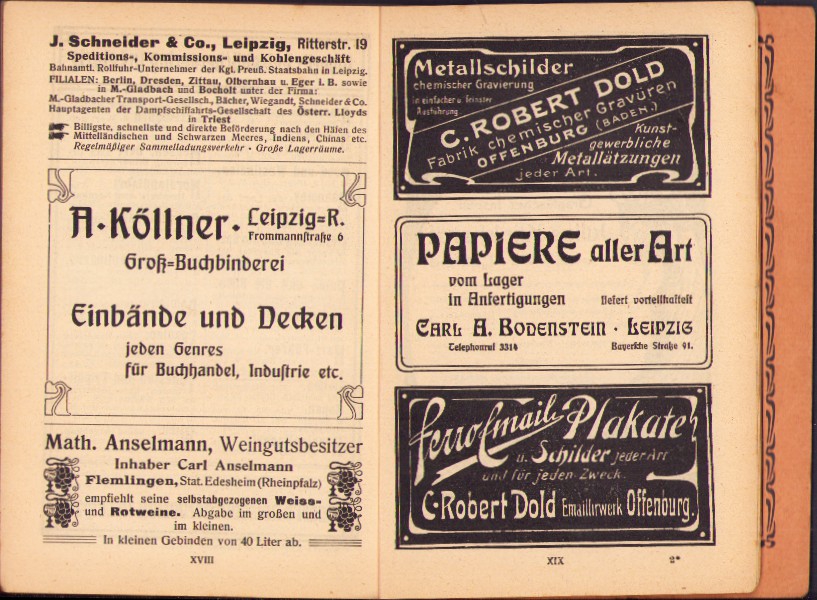 J. Schneider & Co., Leipzig, Ritterstr. 19
Speditions-, Kommissions- und Kohlengeschäft
Bahnamtl. Rollfuhr-Unternehmer der Kgl. Preuß. Staatsbahn in Leipzig.
FILIALEN: Berlin, Dresden, Zittau, Olbernhau u. Eger i. B. sowie
in M.-Gladbach und Bocholt unter der Firma:
M.-Gladbacher Transport-Gesellsch., Bächer, Wiegandt, Schneider & Co.
Hauptagenten der Dampfschiffahrts-Gesellschaft des Österr. Lloyds
in Triest
Billigste, schnellste und direkte Beförderung nach den Häfen des
Mittelländischen und Schwarzen Meeres, Indiens, Chinas etc.
Regelmäßiger Sammelladungsverkehr · Große Lagerräume.
A·Köllner· Leipzig=R.
Frommannstraße 6
Groß=Buchbinderei
Einbände und Decken
jeden Genres
für Buchhandel, Industrie etc.
Math. Anselmann, Weingutsbesitzer
Inhaber Carl Anselmann
Flemlingen, Stat. Edesheim (Rheinpfalz)
empfiehlt seine selbstabgezogenen Weiss-
und Rotweine. Abgabe im großen und
im kleinen.
In kleinen Gebinden von 40 Liter ab.
XVIII
Metallschilder
chemischer Gravierung
in einfacher u. feinster
Ausführung.
C. ROBERT DOLD
Fabrik chemischer Gravüren
OFFENBURG (BADEN.)
Kunst-
gewerbliche
Metallätzungen
jeder Art.
PAPIERE aller Art
vom Lager
in Anfertigungen liefert vorteilhaftest
CARL A. BODENSTEIN · LEIPZIG
Telephonruf 3314 Bayersche Straße 91.
Ferro Email-Plakate
u. Schilder jeder Art
und für jeden Zweck.
C. Robert Dold Emaillirwerk Offenburg.
XIX 2*